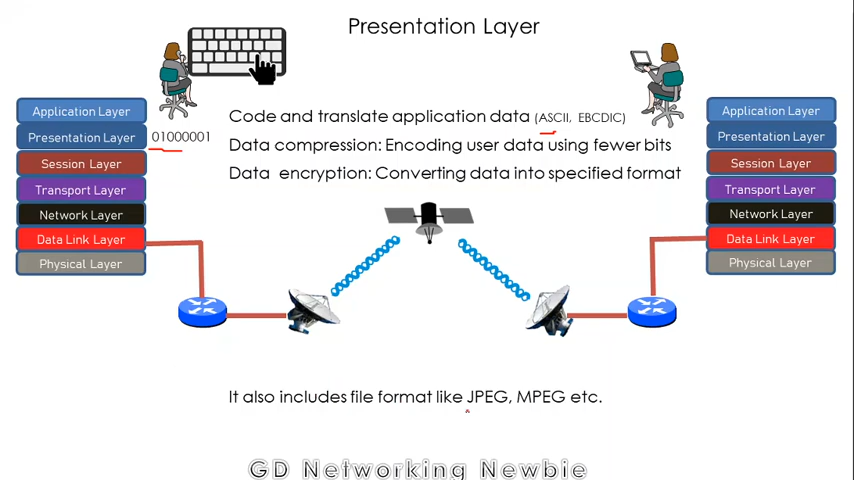 Presentation Layer
Code and translate application data (ASCII, EBCDIC)
Data compression: Encoding user data using fewer bits
Data encryption: Converting data into specified format
Application Layer
Presentation Layer 01000001
Session Layer
Transport Layer
Network Layer
Data Link Layer
Physical Layer
Application Layer
Presentation Layer
Session Layer
Transport Layer
Network Layer
Data Link Layer
Physical Layer
It also includes file format like JPEG, MPEG etc.
GD Networking Newbie